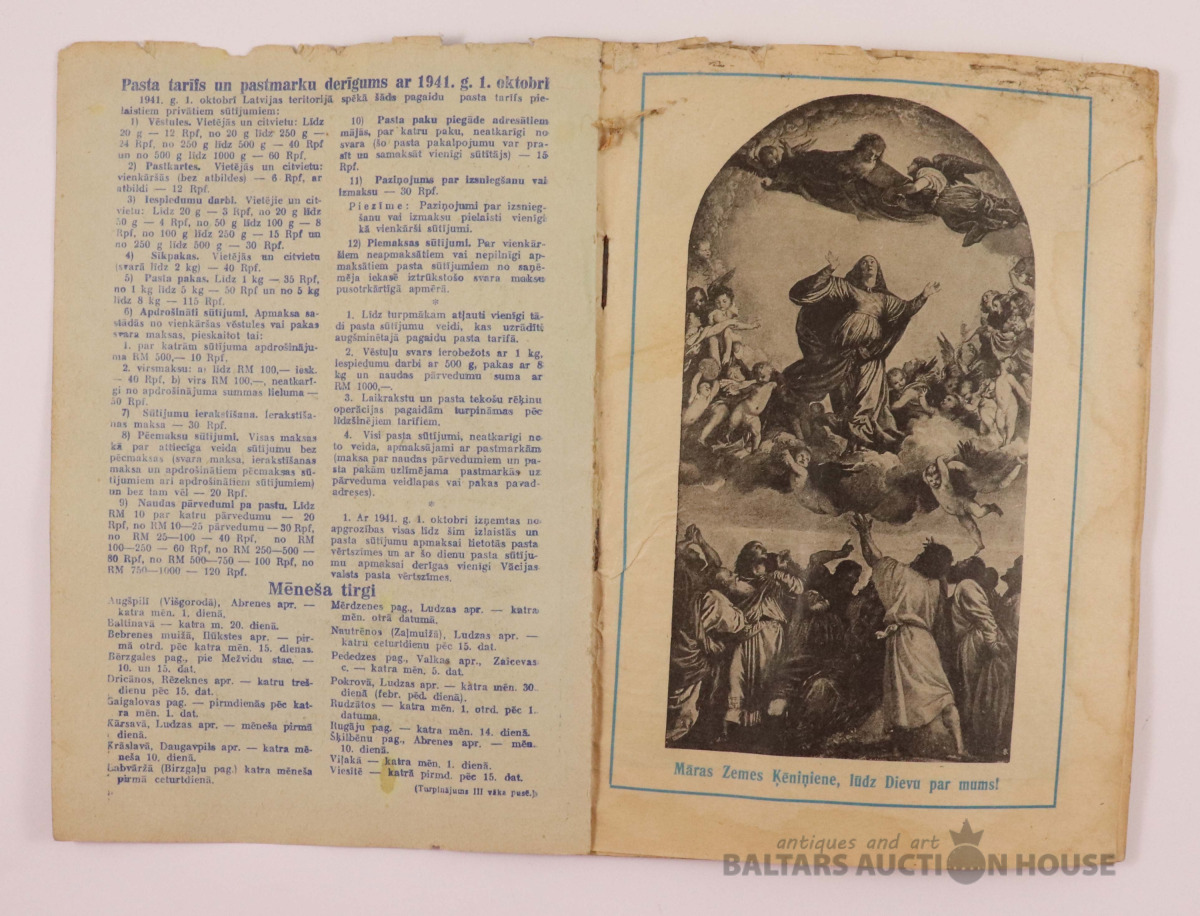 Pasta tarifs un pastmarku derīgums ar 1941. g. 1. oktobri
1941. g. 1. oktobrī Latvijas teritorijā spēkā šāds pagaidu pasta tarifs pie-
laistiem privātiem sūtījumiem:
1) Vēstules. Vietējās un citvietu: Līdz
20 g — 12 Rpf, no 20 g līdz 250 g —
24 Rpf, no 250 g līdz 500 g — 40 Rpf
un no 500 g līdz 1000 g — 60 Rpf.
2) Pastkartes. Vietējās un citvietu:
vienkāršās (bez atbildes) — 6 Rpf, ar
atbildi — 12 Rpf.
3) Iespiedumu darbi. Vietējie un cit-
vietu: Līdz 20 g — 3 Rpf, no 20 g līdz
50 g — 4 Rpf, no 50 g līdz 100 g — 8
Rpf, no 100 g līdz 250 g — 15 Rpf un
no 250 g līdz 500 g — 30 Rpf.
4) Sīkpakas. Vietējās un citvietu
(svarā līdz 2 kg) — 40 Rpf.
5) Pasta pakas. Līdz 1 kg — 35 Rpf,
no 1 kg līdz 5 kg — 50 Rpf un no 5 kg
līdz 8 kg — 115 Rpf.
6) Apdrošināti sūtījumi. Apmaksa sa-
stādās no vienkāršas vēstules vai pakas
svara maksas, pieskaitot tai:
1. par katrām sūtījuma apdrošināju-
ma RM 500,— 10 Rpf.
2. virsmaksu: a) līdz RM 100,— iesk.
— 40 Rpf, b) virs RM 100,—, neatkarī-
gi no apdrošinājuma summas lieluma —
50 Rpf.
7) Sūtījumu ierakstīšana. Ierakstīša-
nas maksa — 30 Rpf.
8) Pēcmaksu sūtījumi. Visas maksas
kā par attiecīga veida sūtījumu bez
pēcmaksas (svara maksa, ierakstīšanas
maksa un apdrošinātiem pēcmaksas sū-
tījumiem arī apdrošinātiem sūtījumiem)
un bez tam vēl — 20 Rpf.
9) Naudas pārvedumi pa pastu. Līdz
RM 10 par katru pārvedumu — 20
Rpf, no RM 10—25 pārvedumu — 30 Rpf,
no RM 25—100 — 40 Rpf, no RM
100—250 — 60 Rpf, no RM 250—500 —
80 Rpf, no RM 500—750 — 100 Rpf, no
RM 750—1000 — 120 Rpf.
10) Pasta paku piegāde adresātiem
mājās, par katru paku, neatkarīgi no
svara (šo pasta pakalpojumu var pra-
sīt un samaksāt vienīgi sūtītājs) — 15
Rpf.
11) Paziņojums par izsniegšanu vai
izmaksu — 30 Rpf.
Piezīme: Paziņojumi par izsnieg-
šanu vai izmaksu pielaisti vienīgi
kā vienkārši sūtījumi.
12) Piemaksas sūtījumi. Par vienkār-
šiem neapmaksātiem vai nepilnīgi ap-
maksātiem pasta sūtījumiem no saņē-
mēja iekasē iztrūkstošo svara maksu
pusotrkārtīgā apmērā.
*
1. Līdz turpmākam atļauti vienīgi tā-
di pasta sūtījumu veidi, kas uzrādīti
augšminētajā pagaidu pasta tarifā.
2. Vēstuļu svars ierobežots ar 1 kg,
iespiedumu darbi ar 500 g, pakas ar 8
kg un naudas pārvedumu suma ar
RM 1000,—.
3. Laikrakstu un pasta tekošu rēķinu
operācijas pagaidām turpināmas pēc
līdzšinējiem tarifiem.
4. Visi pasta sūtījumi, neatkarīgi no
to veida, apmaksājami ar pastmarkām
(maksa par naudas pārvedumiem un pa-
sta pakām uzlīmējama pastmarkās uz
pārveduma veidlapas vai pakas pavad-
adreses).
*
1. Ar 1941. g. 1. oktobri izņemtas no
apgrozības visas līdz šim izlaistās un
pasta sūtījumu apmaksai lietotās pasta
vērtszīmes un ar šo dienu pasta sūtīju-
mu apmaksai derīgas vienīgi Vācijas
valsts pasta vērtszīmes.
Mēneša tirgi
Augšpilī (Višgorodā), Abrenes apr. —
katra mēn. 1. dienā.
Baltinavā — katra m. 20. dienā.
Bebrenes muižā, Ilūkstes apr. — pir-
mā otrd. pēc katra mēn. 15. dienas.
Bērzgales pag., pie Mežvidu stac. —
10. un 15. dat.
Dricānos, Rēzeknes apr. — katru treš-
dienu pēc 15. dat.
Gaigalovas pag. — pirmdienās pēc kat-
ra mēn. 1. dat.
Kārsavā, Ludzas apr. — mēneša pirmā
dienā.
Krāslavā, Daugavpils apr. — katra mē-
neša 10. dienā.
Labvāržā (Birzgaļu pag.) katra mēneša
pirmā ceturtdienā.
Mērdzenes pag., Ludzas apr. — katra
mēn. otrā datumā.
Nautrēnos (Zaļmuižā), Ludzas apr. —
katru ceturtdienu pēc 15. dat.
Pededzes pag., Valkas apr., Zaicevas
c. — katra mēn. 5. dat.
Pokrovā, Ludzas apr. — katra mēn. 30.
dienā (febr. pēd. dienā).
Rudzātos — katra mēn. 1. otrd. pēc 1.
datuma.
Rugāju pag. — katra mēn. 14. dienā.
Šķilbēnu pag., Abrenes apr. — mēn.
10. dienā.
Viļakā — katra mēn. 1. dienā.
Viesītē — katrā pirmd. pēc 15. dat.
(Turpinājums III vāka pusē.)
Māras Zemes Ķēniņiene, lūdz Dievu par mums!
antiques and art
BALTARS AUCTION HOUSE